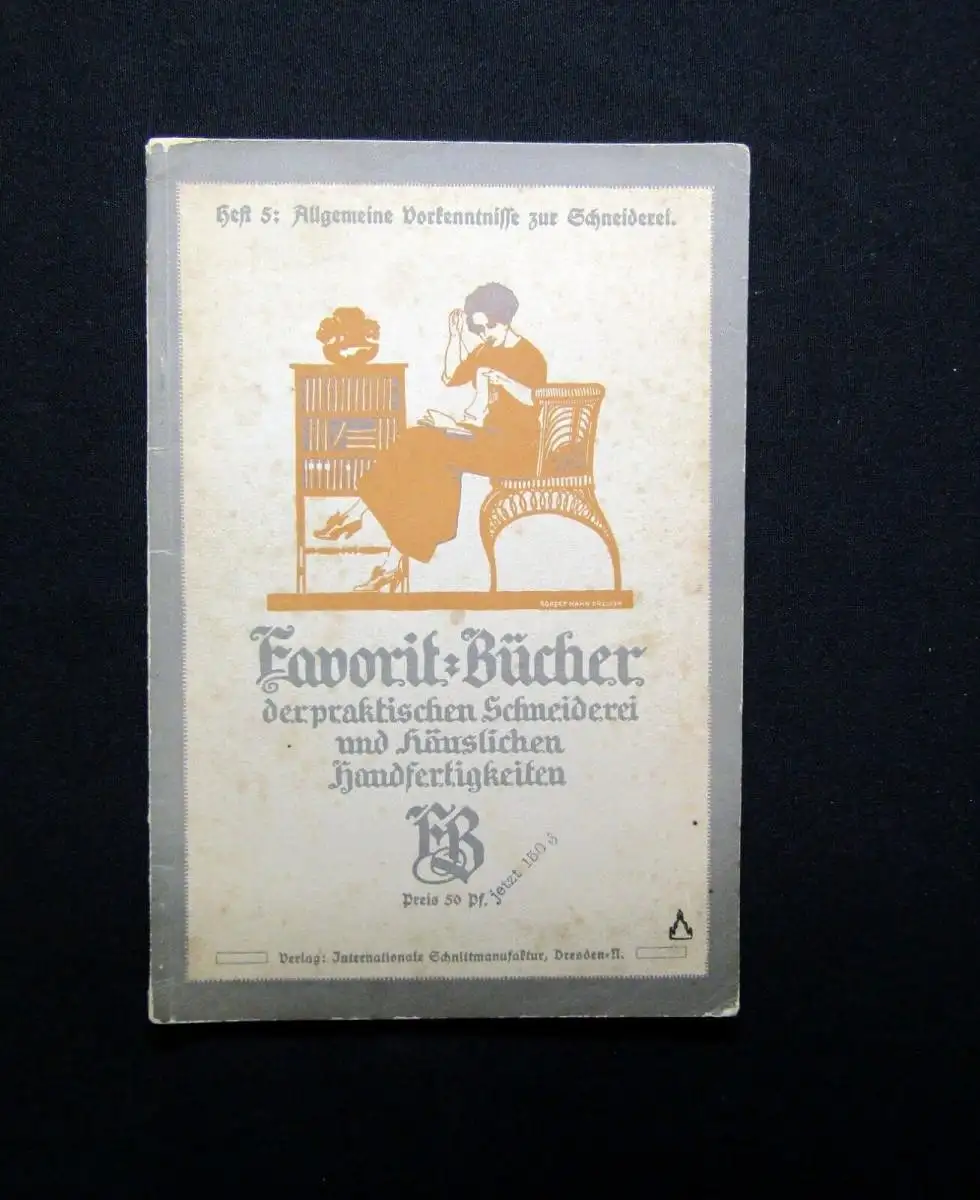 Heft 5: Allgemeine Vorkenntnisse zur Schneiderei.
Favorit-Bücher
der praktischen Schneiderei
und häuslichen
Handfertigkeiten
FB
Preis 50 Pf. jetzt 150 ₰
Verlag: Internationale Schnittmanufaktur, Dresden-N.